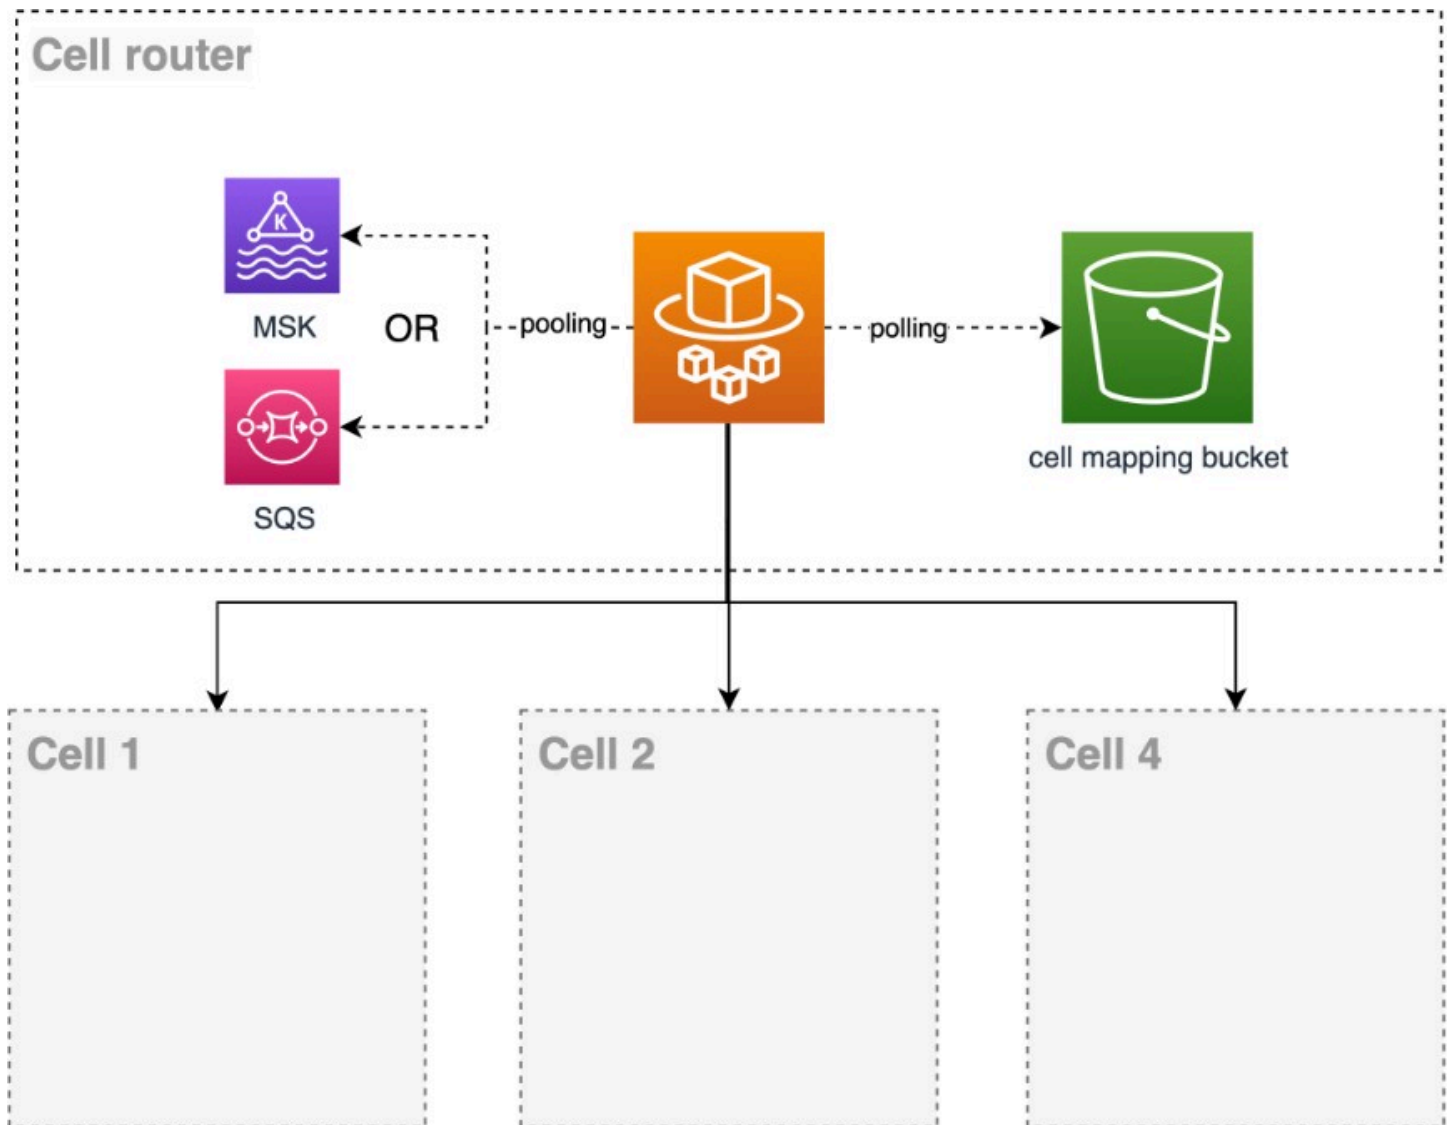 Cell router
K
MSK
OR
pooling
polling
SQS
cell mapping bucket
Cell 1
Cell 2
Cell 4